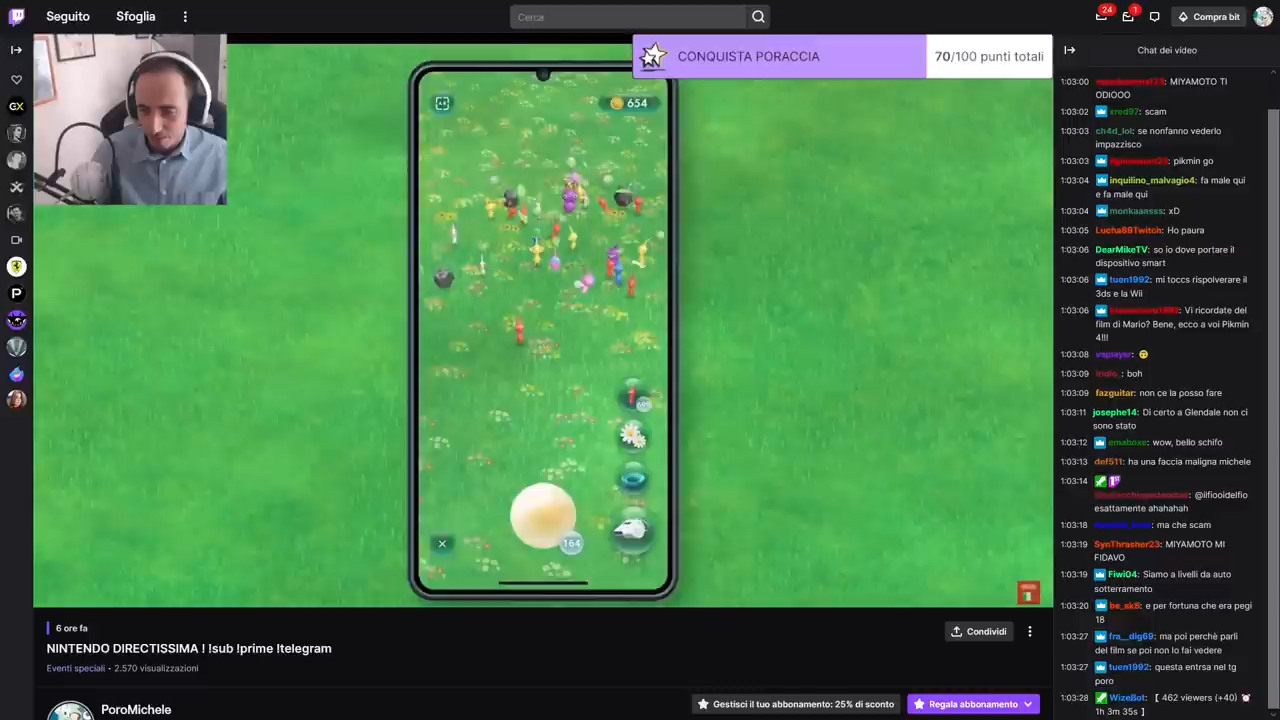 Seguito
Sfoglia
Cerca
24
1
Compra bit
CONQUISTA PORACCIA
70/100 punti totali
654
164
Chat dei video
1:03:00
MIYAMOTO TI
ODIOOO
1:03:02 xred97: scam
1:03:03 ch4d_lol: se nonfanno vederlo
impazzisco
1:03:03 : pikmin go
1:03:04 inquilino_malvagio4: fa male qui
e fa male qui
1:03:04 monkaasss: xD
1:03:05 Lucha89Twitch: Ho paura
1:03:06 DearMikeTV: so io dove portare il
dispositivo smart
1:03:06 tuen1992: mi toccs rispoiverare il
3ds e la Wii
1:03:06 : Vi ricordate del
film di Mario? Bene, ecco a voi Pikmin
4!!!
1:03:08
1:03:09 : boh
1:03:09 fazguitar: non ce la posso fare
1:03:11 josephe14: Di certo a Glendale non ci
sono stato
1:03:12 emaboxe: wow, bello schifo
1:03:13 def511: ha una faccia maligna michele
1:03:14
: @ilfiooidelfio
esattamente ahahahah
1:03:18 : ma che scam
1:03:19 SynThrasher23: MIYAMOTO MI
FIDAVO
1:03:19 Fiwi04: Siamo a livelli da auto
sotterramento
1:03:20 be_sk8: e per fortuna che era pegi
18
1:03:27 fra__dig69: ma poi perchè parli
del film se poi non lo fai vedere
1:03:27 tuen1992: questa entrsa nel tg
poro
1:03:28 WizeBot: [ 462 viewers (+40)
1h 3m 35s ]
6 ore fa
Condividi
NINTENDO DIRECTISSIMA ! !sub !prime !telegram
Eventi speciali • 2.570 visualizzazioni
PoroMichele
Gestisci il tuo abbonamento: 25% di sconto
Regala abbonamento